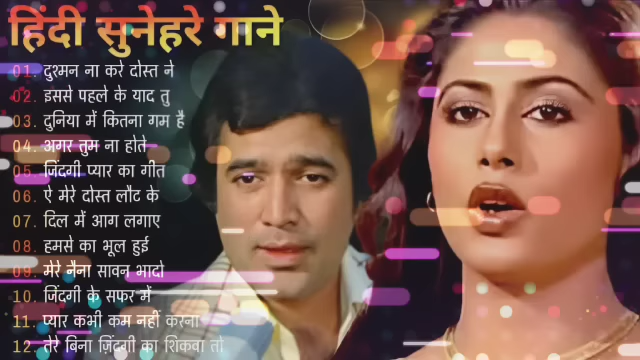 हिंदी सुनेहरे गाने
01. दुश्मन ना करे दोस्त ने
02. इससे पहले के याद तु
03. दुनिया में कितना गम है
04. अगर तुम ना होते
05. जिंदगी प्यार का गीत
06. ऐ मेरे दोस्त लौट के
07. दिल में आग लगाए
08. हमसे का भूल हुई
09. मेरे नैना सावन भादो
10. जिंदगी के सफर में
11. प्यार कभी कम नहीं करना
12. तेरे बिना ज़िंदगी का शिकवा तो